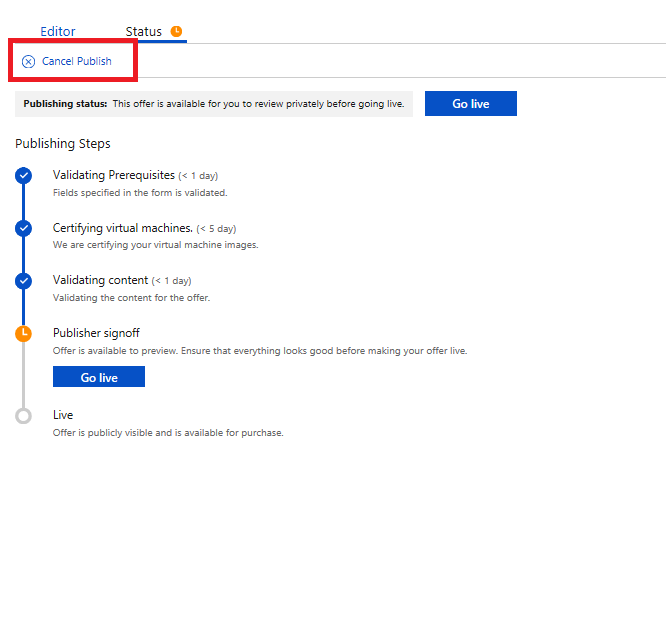 Editor Status
Cancel Publish
Publishing status: This offer is available for you to review privately before going live. Go live
Publishing Steps
Validating Prerequisites (< 1 day)
Fields specified in the form is validated.
Certifying virtual machines. (< 5 day)
We are certifying your virtual machine images.
Validating content (< 1 day)
Validating the content for the offer.
Publisher signoff
Offer is available to preview. Ensure that everything looks good before making your offer live.
Go live
Live
Offer is publicly visible and is available for purchase.